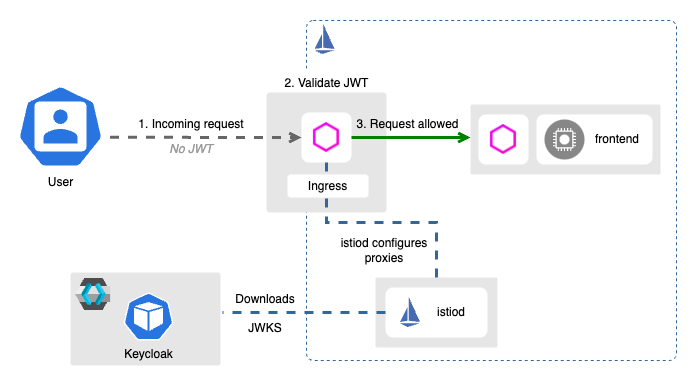 2. Validate JWT
1. Incoming request
No JWT
3. Request allowed
frontend
User
Ingress
istiod configures
proxies
Downloads
JWKS
istiod
Keycloak